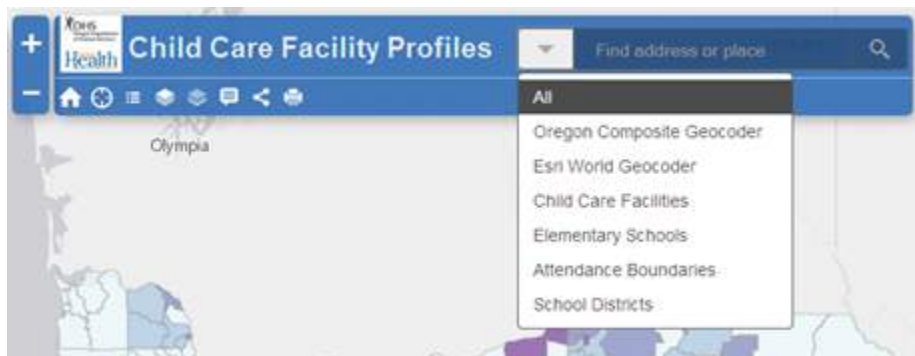 DHS
Health
Child Care Facility Profiles
Find address or place
All
Oregon Composite Geocoder
Esri World Geocoder
Child Care Facilities
Elementary Schools
Attendance Boundaries
School Districts
Olympia